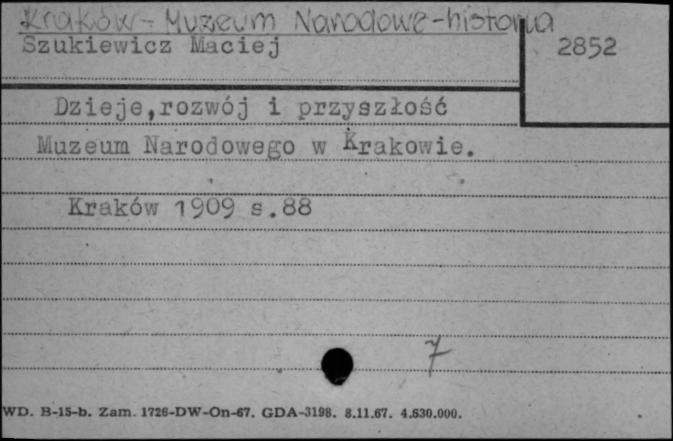 Kraków - Muzeum Narodowe - historia
Szukiewicz Maciej
2852
Dzieje,rozwój i przyszłość
Muzeum Narodowego w Krakowie.
Kraków 1909 s.88
7
WD. B-15-b. Zam. 1726-DW-On-67. GDA-3198. 8.11.67. 4.630.000.